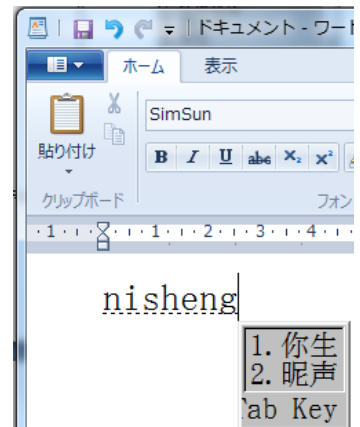 ドキュメント - ワード
ホーム 表示
貼り付け
SimSun
B I U abc X₂ X²
クリップボード
フォン
1 1 2 3 4
nisheng
1. 你生
2. 昵声
Tab Key